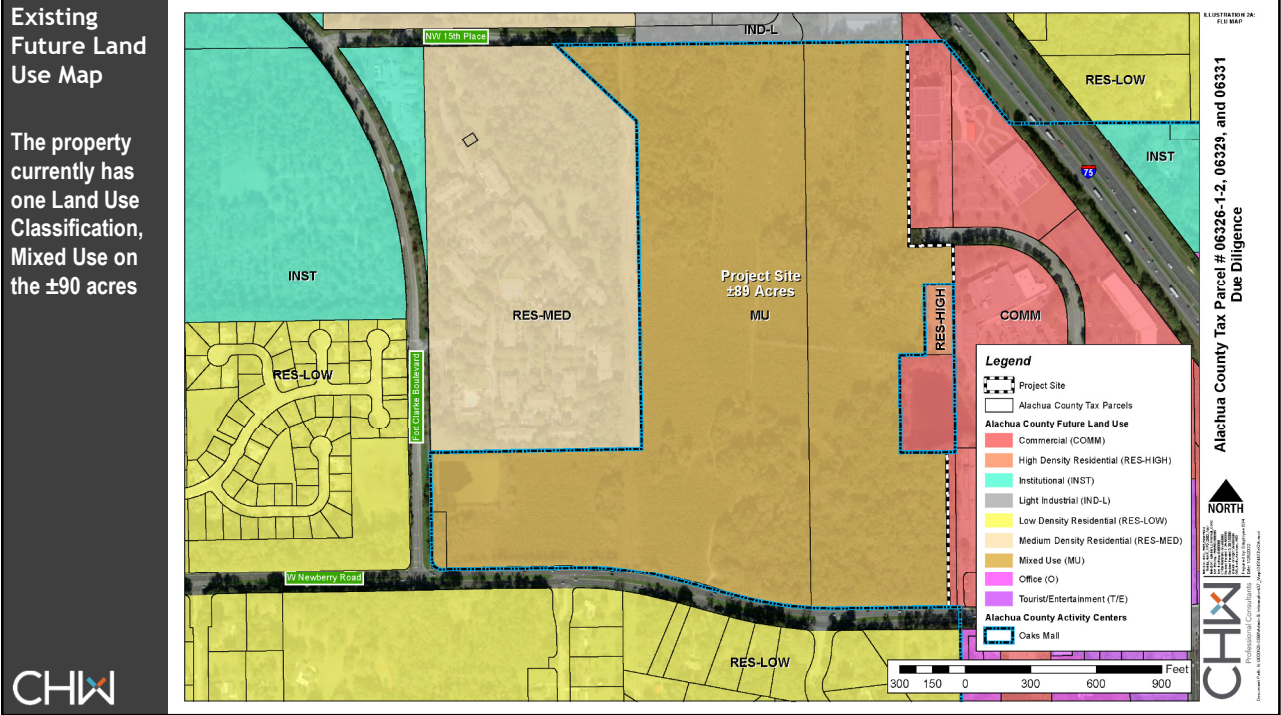 Existing
Future Land
Use Map
The property
currently has
one Land Use
Classification,
Mixed Use on
the ±90 acres
CHW
NW 15th Place
IND-L
RES-LOW
INST
75
INST
Project Site
±89 Acres
MU
RES-MED
RES-HIGH
COMM
RES-LOW
Fort Clarke Boulevard
W Newberry Road
RES-LOW
Legend
Project Site
Alachua County Tax Parcels
Alachua County Future Land Use
Commercial (COMM)
High Density Residential (RES-HIGH)
Institutional (INST)
Light Industrial (IND-L)
Low Density Residential (RES-LOW)
Medium Density Residential (RES-MED)
Mixed Use (MU)
Office (O)
Tourist/Entertainment (T/E)
Alachua County Activity Centers
Oaks Mall
Feet
300 150 0 300 600 900
ILLUSTRATION 2A:
FLU MAP
Alachua County Tax Parcel # 06326-1-2, 06329, and 06331
Due Diligence
NORTH
CHW
Professional Consultants